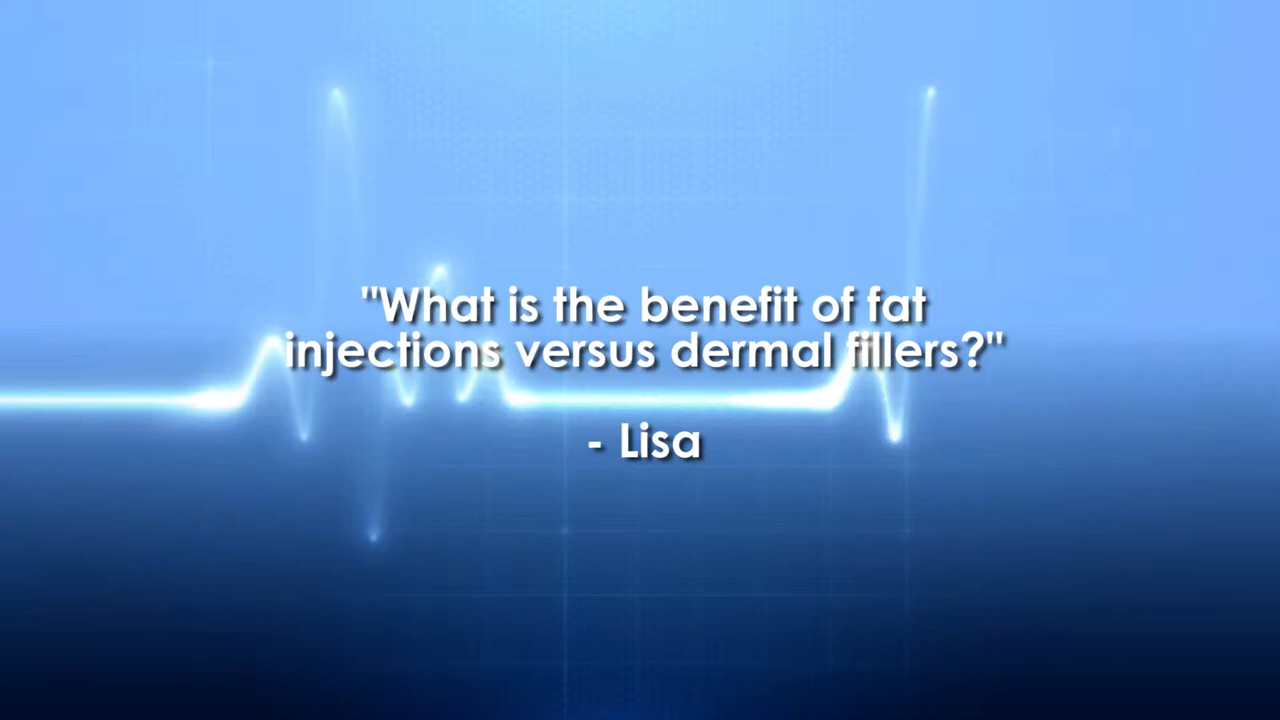 "What is the benefit of fat
injections versus dermal fillers?"
- Lisa